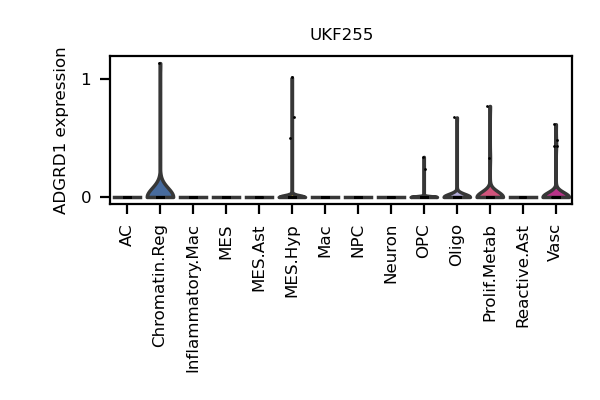 UKF255
ADGRD1 expression
1
0
AC
Chromatin.Reg
Inflammatory.Mac
MES
MES.Ast
MES.Hyp
Mac
NPC
Neuron
OPC
Oligo
Prolif.Metab
Reactive.Ast
Vasc